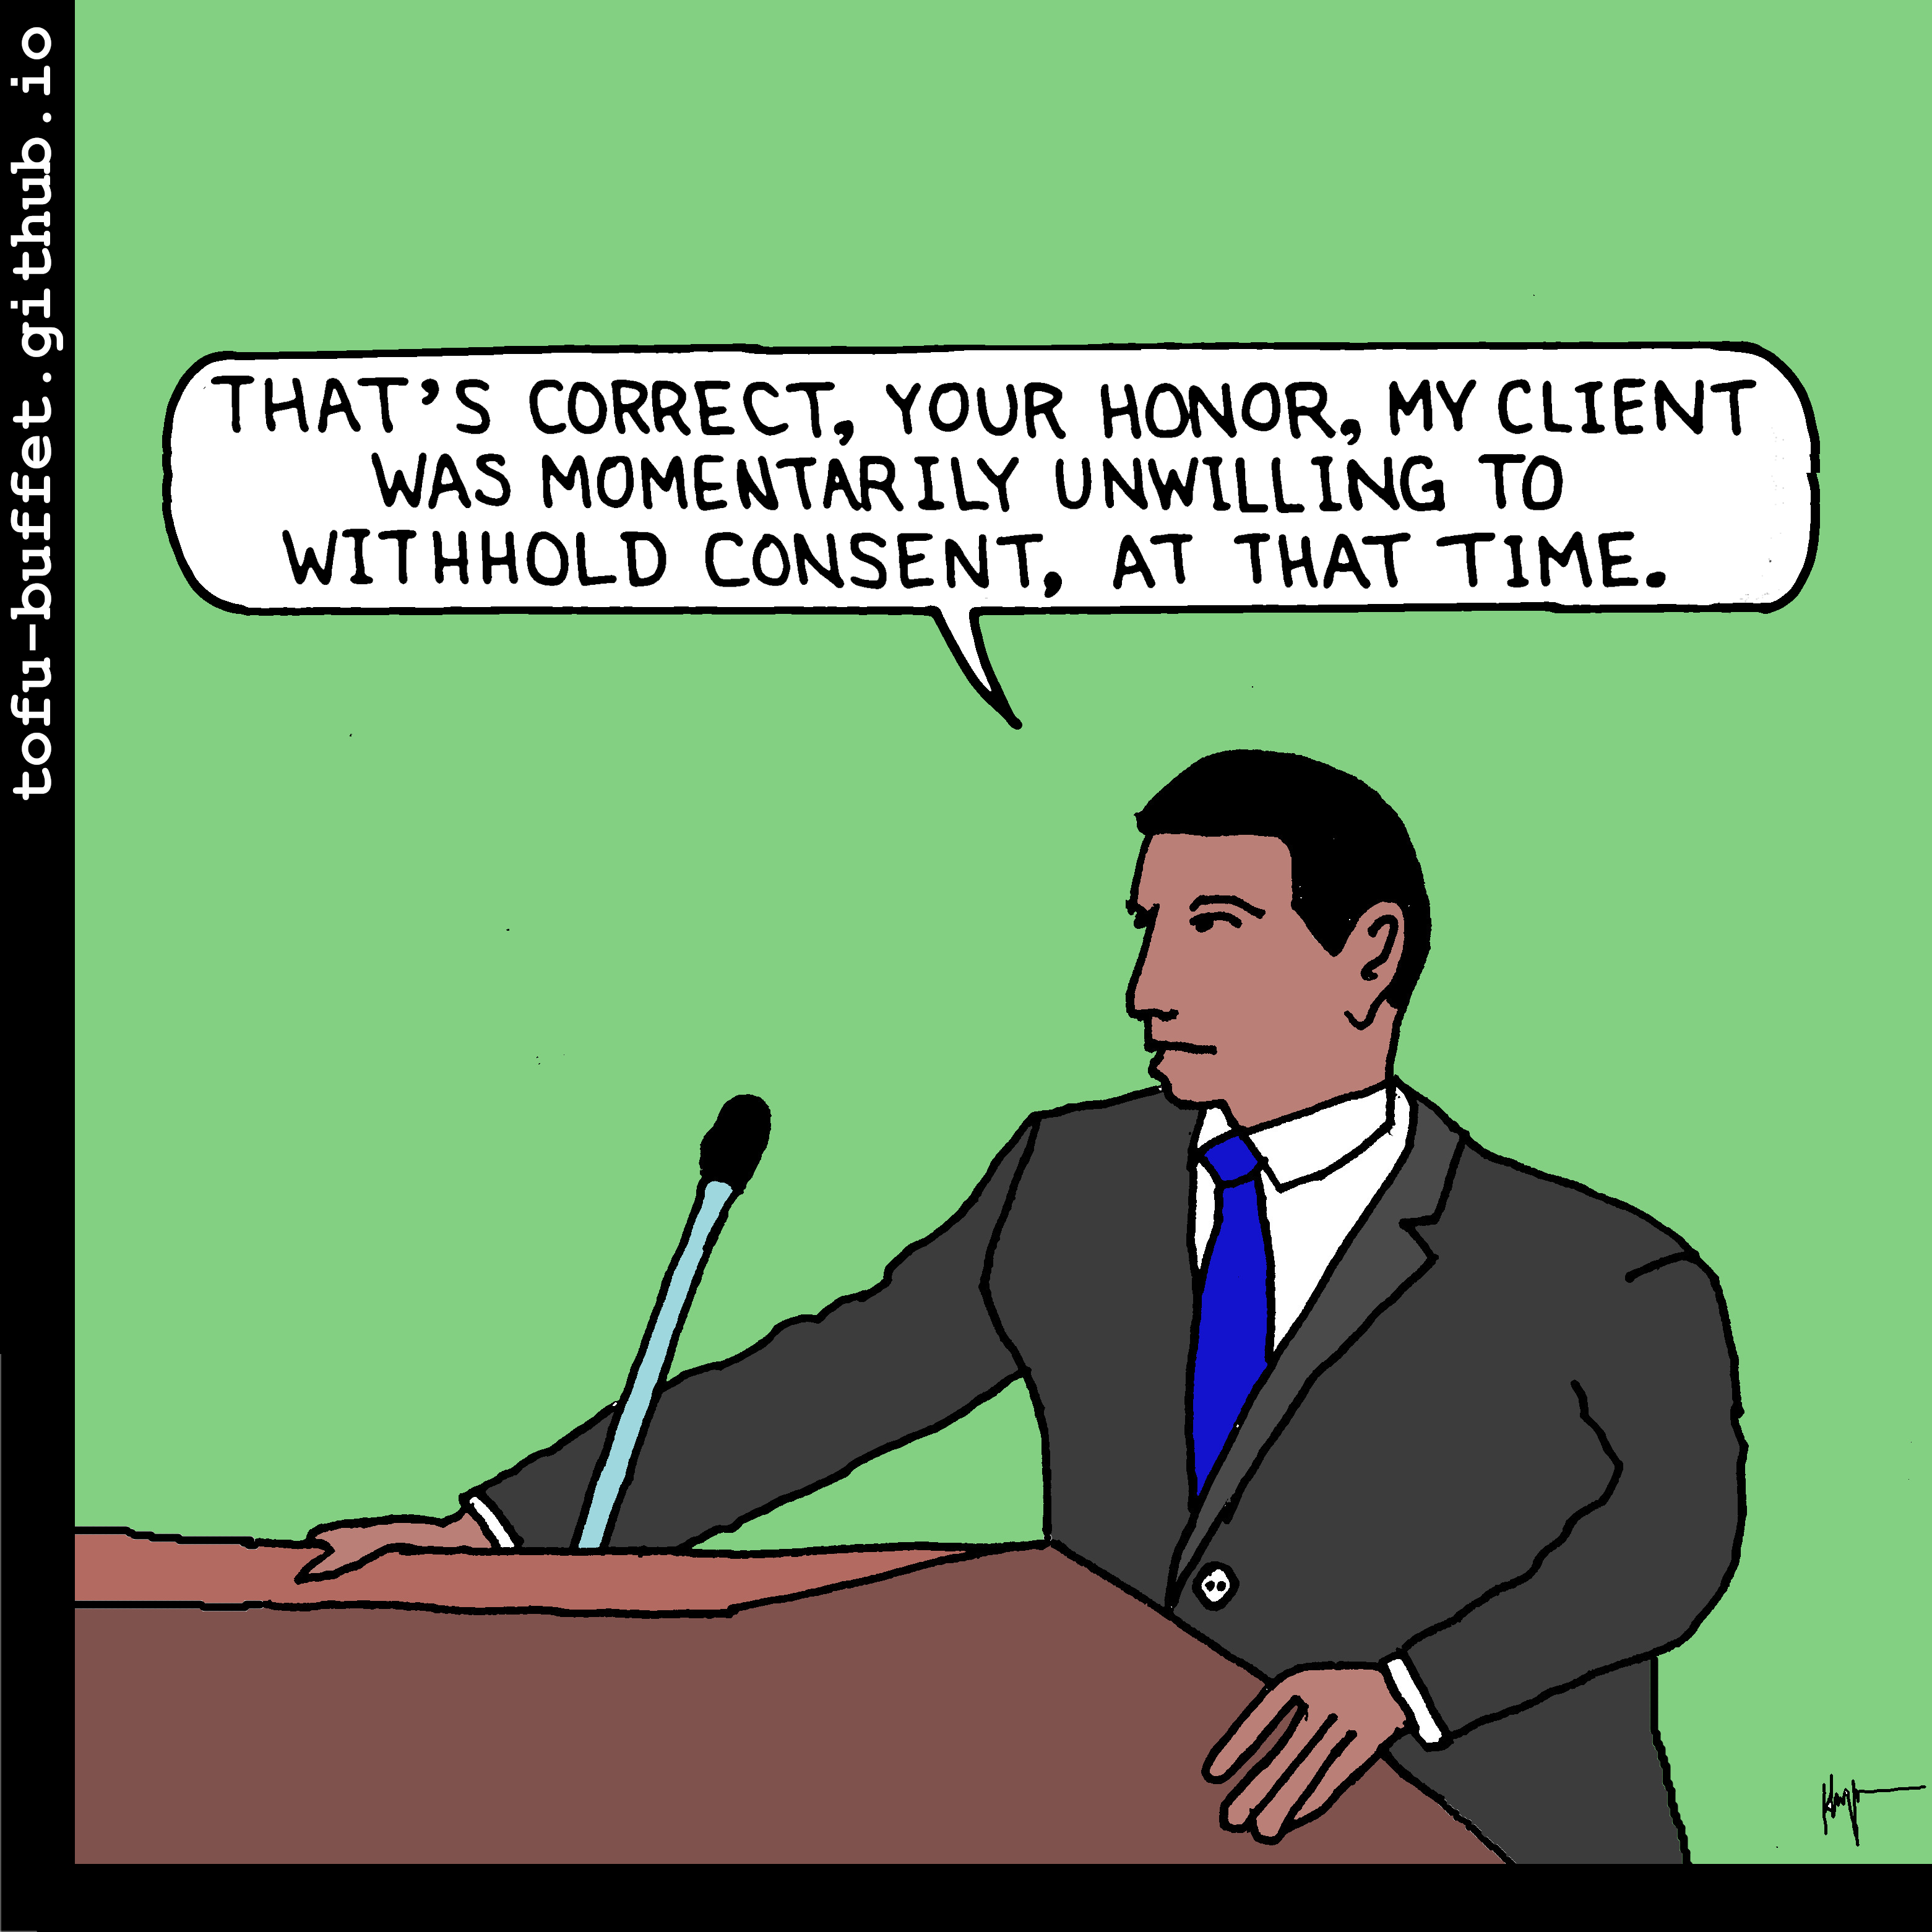 tofu-buffet.github.io
THAT'S CORRECT, YOUR HONOR, MY CLIENT
WAS MOMENTARILY UNWILLING TO
WITHHOLD CONSENT, AT THAT TIME.